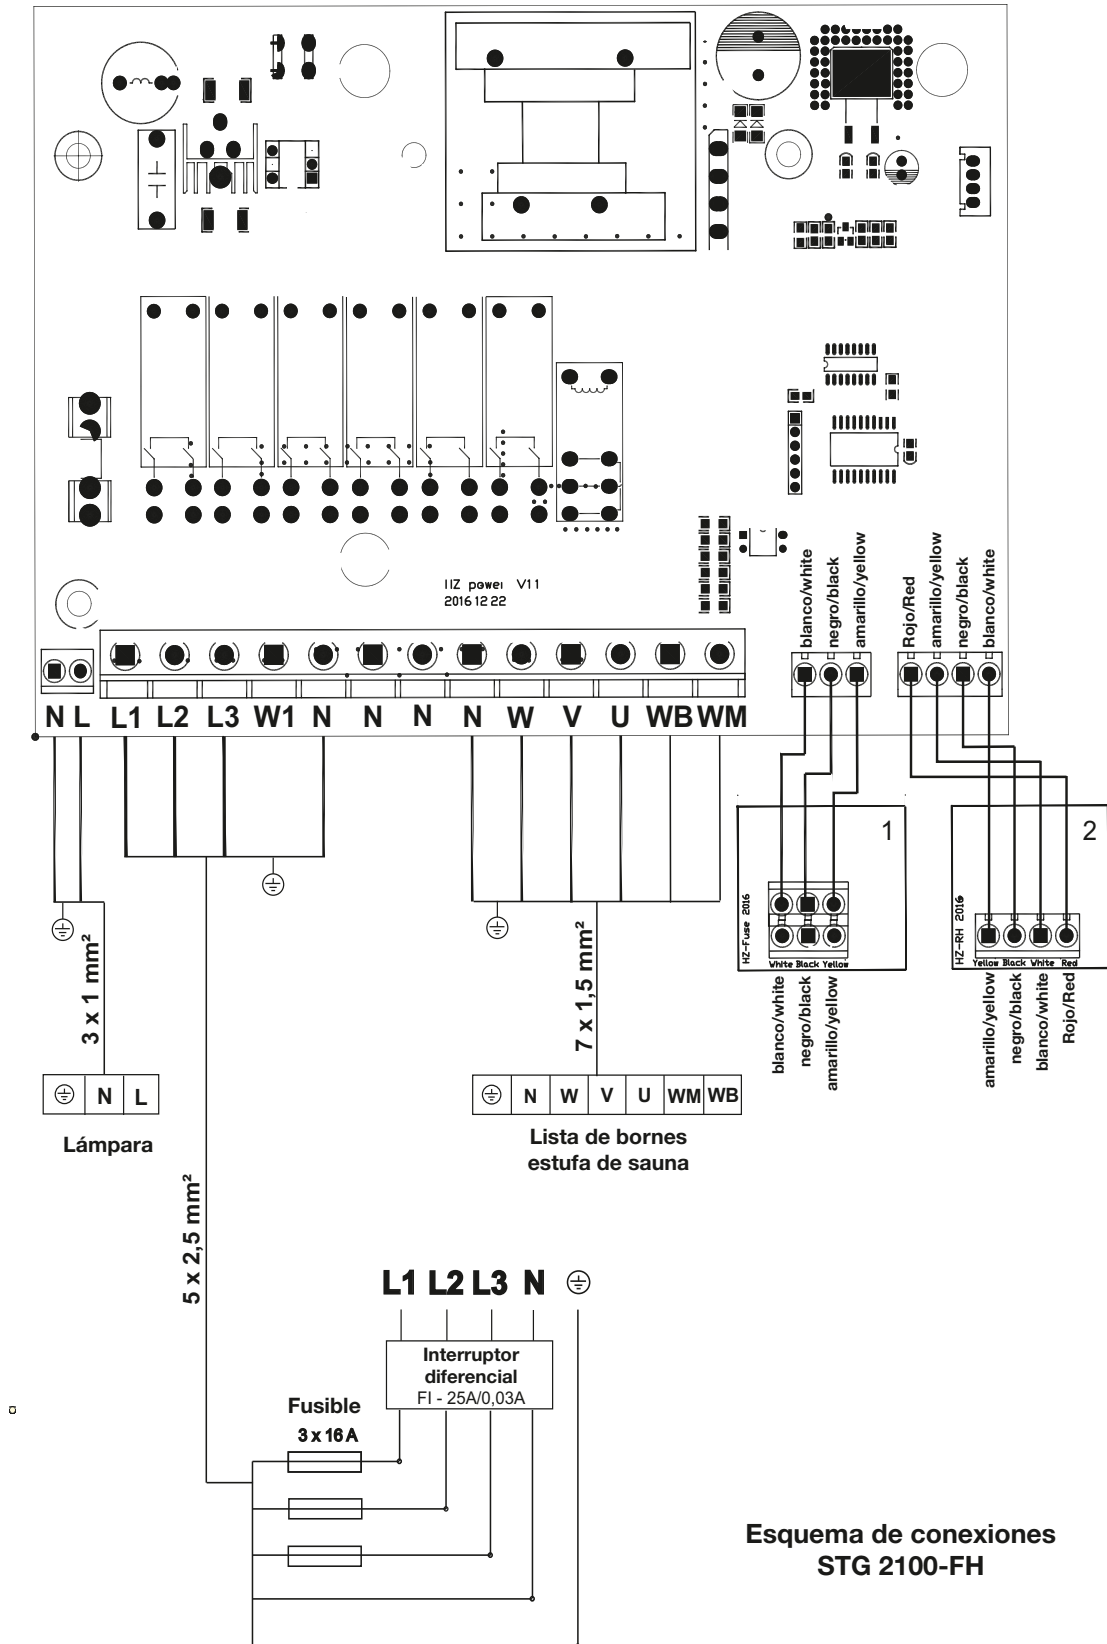 IIZ power V11
2016 12 22
blanco/white
negro/black
amarillo/yellow
Rojo/Red
amarillo/yellow
negro/black
blanco/white
N L L1 L2 L3 W1 N N N N W V U WB WM
1
HZ-Fuse 2016
White Black Yellow
blanco/white
negro/black
amarillo/yellow
2
HZ-RH 2016
Yellow Black White Red
amarillo/yellow
negro/black
blanco/white
Rojo/Red
3 x 1 mm²
N L
Lámpara
7 x 1,5 mm²
N W V U WM WB
Lista de bornes
estufa de sauna
5 x 2,5 mm²
L1 L2 L3 N
Interruptor
diferencial
FI - 25A/0,03A
Fusible
3 x 16 A
Esquema de conexiones
STG 2100-FH